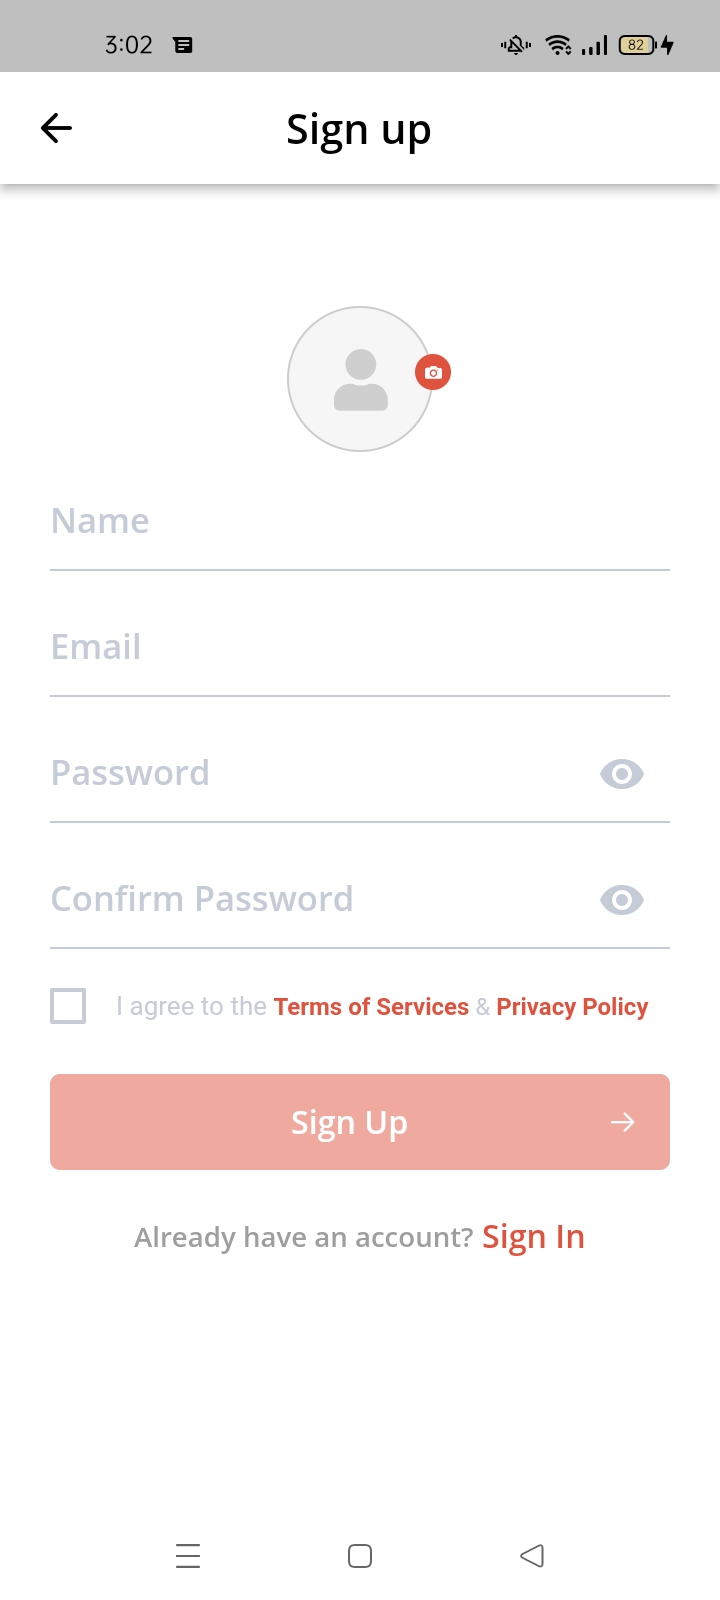 3:02
82
Sign up
Name
Email
Password
Confirm Password
I agree to the Terms of Services & Privacy Policy
Sign Up
Already have an account? Sign In